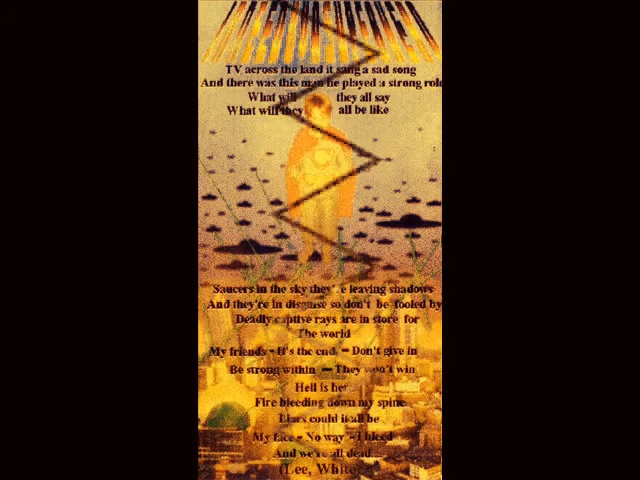 TV across the land it sang a sad song
And there was this man he played a strong role
What will they all say
What will they all be like
Saucers in the sky they' e leaving shadows
And they're in disguise so don't be fooled by
Deadly captive rays are in store for
The world
My friends - It's the end. - Don't give in
Be strong within - They won't win
Hell is her
Fire bleeding down my spine
Liars could it all be
My face - No way - I bleed
And we're all dead...
(Lee, White